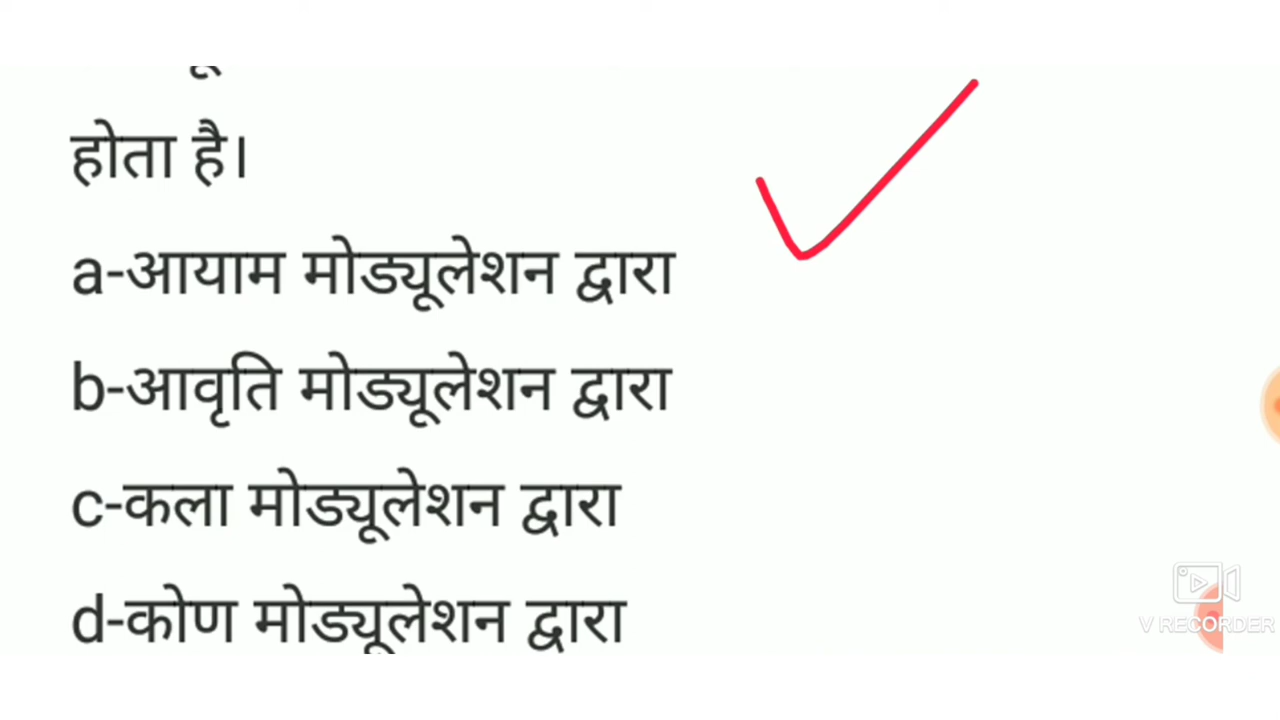 होता है।
a-आयाम मोड्यूलेशन द्वारा
b-आवृति मोड्यूलेशन द्वारा
c-कला मोड्यूलेशन द्वारा
d-कोण मोड्यूलेशन द्वारा
V RECORDER